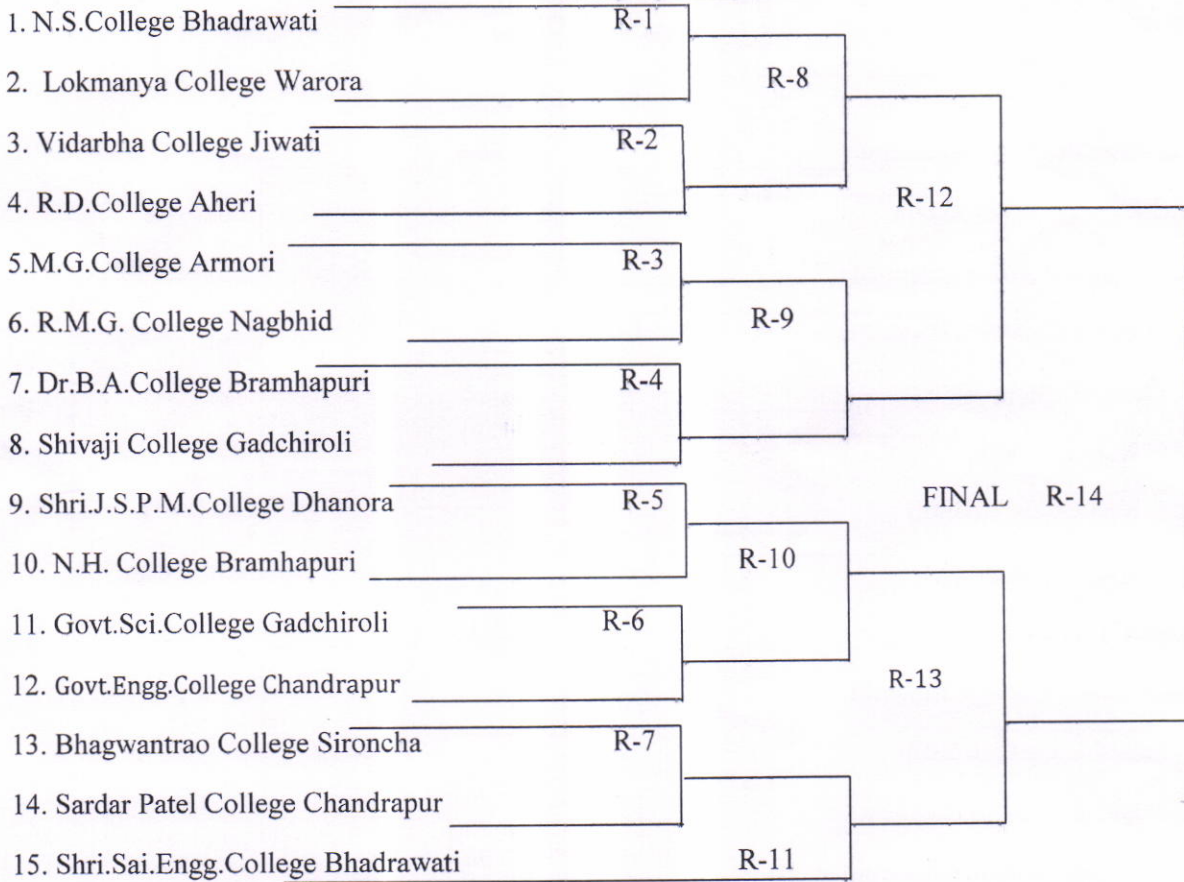 1. N.S.College Bhadrawati R-1
2. Lokmanya College Warora R-8
3. Vidarbha College Jiwati R-2
4. R.D.College Aheri R-12
5.M.G.College Armori R-3
6. R.M.G. College Nagbhid R-9
7. Dr.B.A.College Bramhapuri R-4
8. Shivaji College Gadchiroli
9. Shri.J.S.P.M.College Dhanora R-5 FINAL R-14
10. N.H. College Bramhapuri R-10
11. Govt.Sci.College Gadchiroli R-6
12. Govt.Engg.College Chandrapur R-13
13. Bhagwantrao College Sironcha R-7
14. Sardar Patel College Chandrapur
15. Shri.Sai.Engg.College Bhadrawati R-11